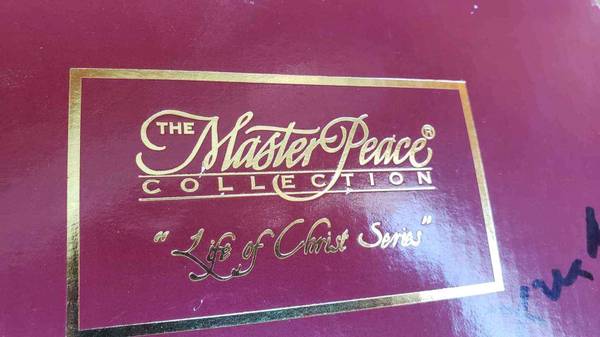 THE MasterPeace®
COLLECTION
"Life of Christ Series"